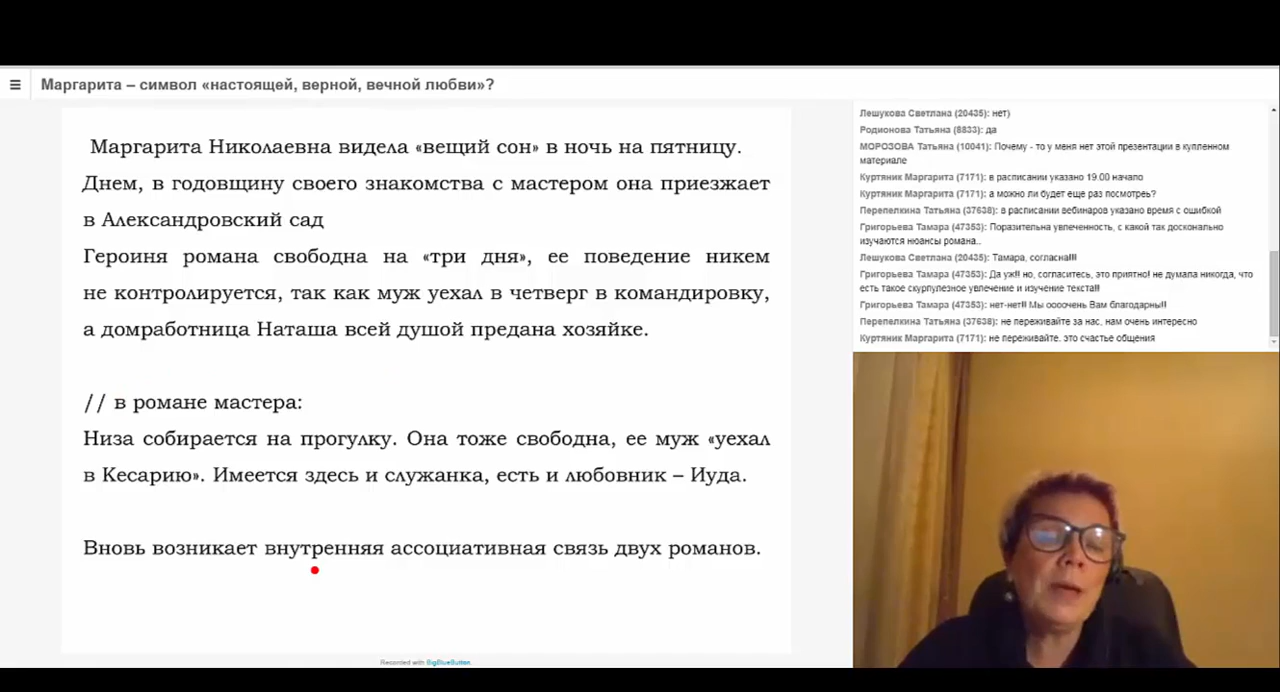 Маргарита – символ «настоящей, верной, вечной любви»?
Маргарита Николаевна видела «вещий сон» в ночь на пятницу.
Днем, в годовщину своего знакомства с мастером она приезжает
в Александровский сад
Героиня романа свободна на «три дня», ее поведение никем
не контролируется, так как муж уехал в четверг в командировку,
а домработница Наташа всей душой предана хозяйке.
// в романе мастера:
Низа собирается на прогулку. Она тоже свободна, ее муж «уехал
в Кесарию». Имеется здесь и служанка, есть и любовник – Иуда.
Вновь возникает внутренняя ассоциативная связь двух романов.
Recorded with BigBlueButton.
Лешукова Светлана (20435): нет)
Родионова Татьяна (8833): да
МОРОЗОВА Татьяна (10041): Почему - то у меня нет этой презентации в купленном
материале
Куртяник Маргарита (7171): в расписании указано 19.00 начало
Куртяник Маргарита (7171): а можно ли будет еще раз посмотреь?
Перепелкина Татьяна (37638): в расписании вебинаров указано время с ошибкой
Григорьева Тамара (47353): Поразительна увлеченность, с какой так досконально
изучаются нюансы романа..
Лешукова Светлана (20435): Тамара, согласна!!!
Григорьева Тамара (47353): Да уж!! но, согласитесь, это приятно! не думала никогда, что
есть такое скурпулезное увлечение и изучение текста!!!
Григорьева Тамара (47353): нет-нет!! Мы оооочень Вам благодарны!!
Перепелкина Татьяна (37638): не переживайте за нас, нам очень интересно
Куртяник Маргарита (7171): не переживайте. это счастье общения